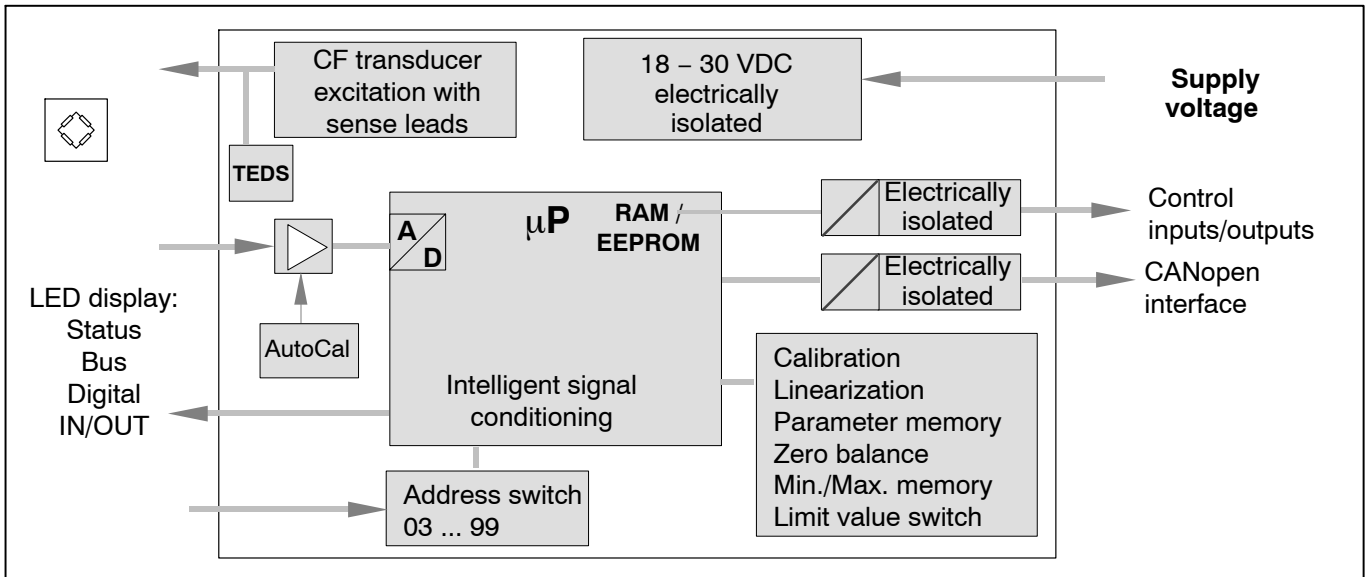 CF transducer
excitation with
sense leads
18 – 30 VDC
electrically
isolated
Supply
voltage
TEDS
A
D
μP
RAM /
EEPROM
Electrically
isolated
Control
inputs/outputs
Electrically
isolated
CANopen
interface
LED display:
Status
Bus
Digital
IN/OUT
AutoCal
Intelligent signal
conditioning
Calibration
Linearization
Parameter memory
Zero balance
Min./Max. memory
Limit value switch
Address switch
03 ... 99